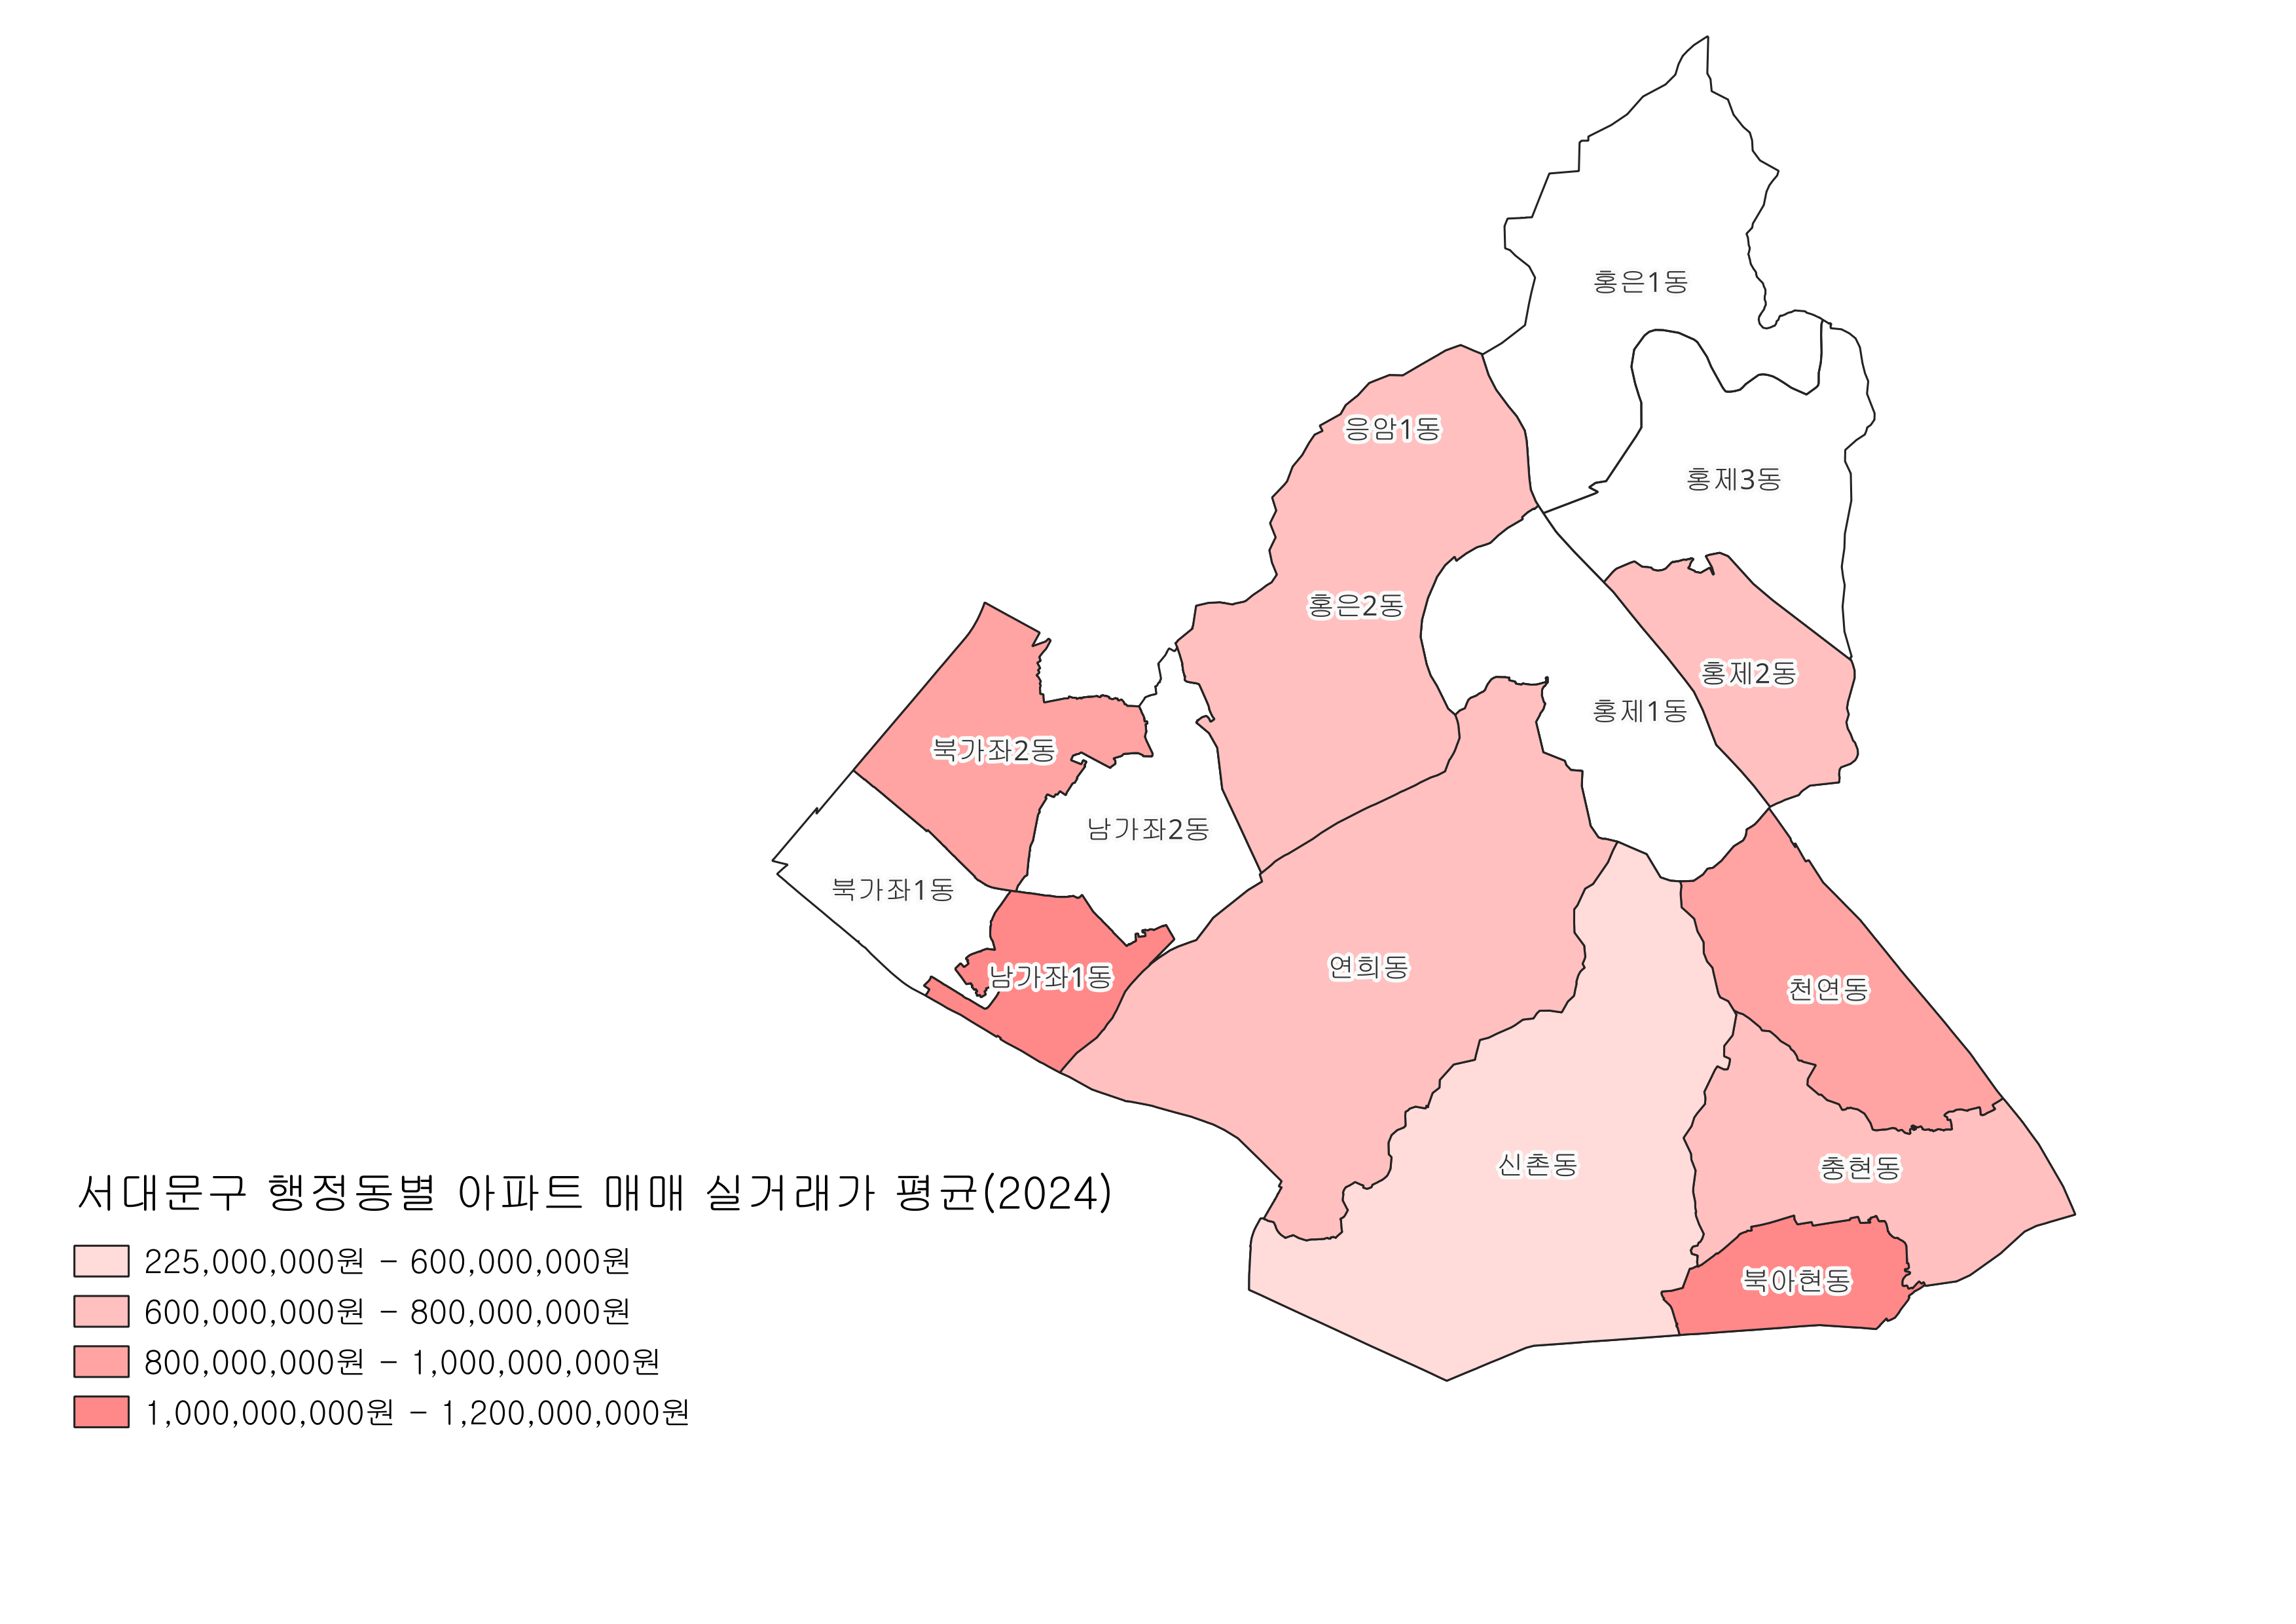 홍은1동
응암1동
홍제3동
홍은2동
홍제2동
홍제1동
북가좌2동
남가좌2동
북가좌1동
연희동
남가좌1동
천연동
신촌동
충현동
북아현동
서대문구 행정동별 아파트 매매 실거래가 평균(2024)
225,000,000원 - 600,000,000원
600,000,000원 - 800,000,000원
800,000,000원 - 1,000,000,000원
1,000,000,000원 - 1,200,000,000원